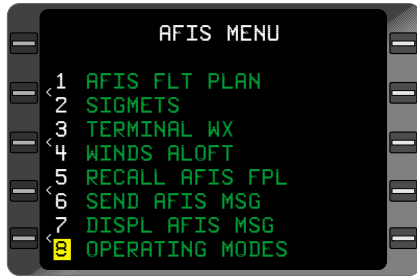 AFIS MENU
1 AFIS FLT PLAN
2 SIGMETS
3 TERMINAL WX
4 WINDS ALOFT
5 RECALL AFIS FPL
6 SEND AFIS MSG
7 DISPL AFIS MSG
8 OPERATING MODES